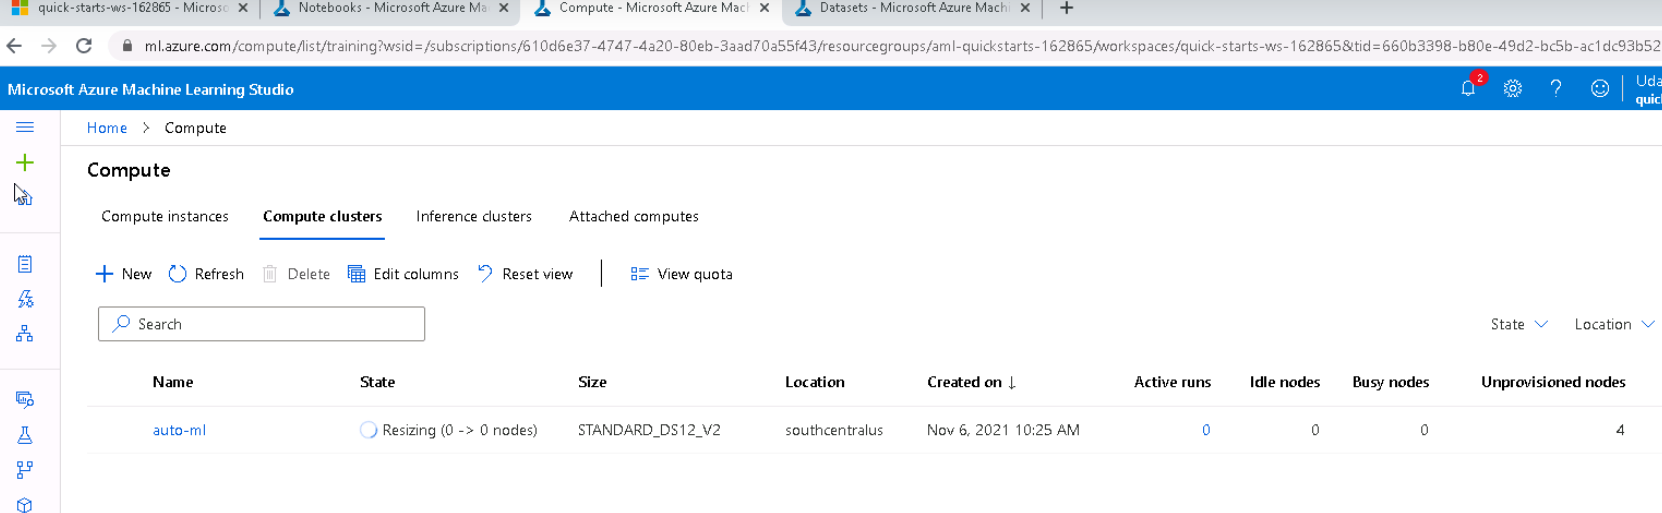 quick-starts-ws-162865 - Microso
Notebooks - Microsoft Azure Ma
Compute - Microsoft Azure Mach
Datasets - Microsoft Azure Machi
ml.azure.com/compute/list/training?wsid=/subscriptions/610d6e37-4747-4a20-80eb-3aad70a55f43/resourcegroups/aml-quickstarts-162865/workspaces/quick-starts-ws-162865&tid=660b3398-b80e-49d2-bc5b-ac1dc93b52
Microsoft Azure Machine Learning Studio
2
?
Uda
quic
Home > Compute
Compute
Compute instances Compute clusters Inference clusters Attached computes
New Refresh Delete Edit columns Reset view View quota
Search
State Location
Name State Size Location Created on ↓ Active runs Idle nodes Busy nodes Unprovisioned nodes
auto-ml Resizing (0 -> 0 nodes) STANDARD_DS12_V2 southcentralus Nov 6, 2021 10:25 AM 0 0 0 4